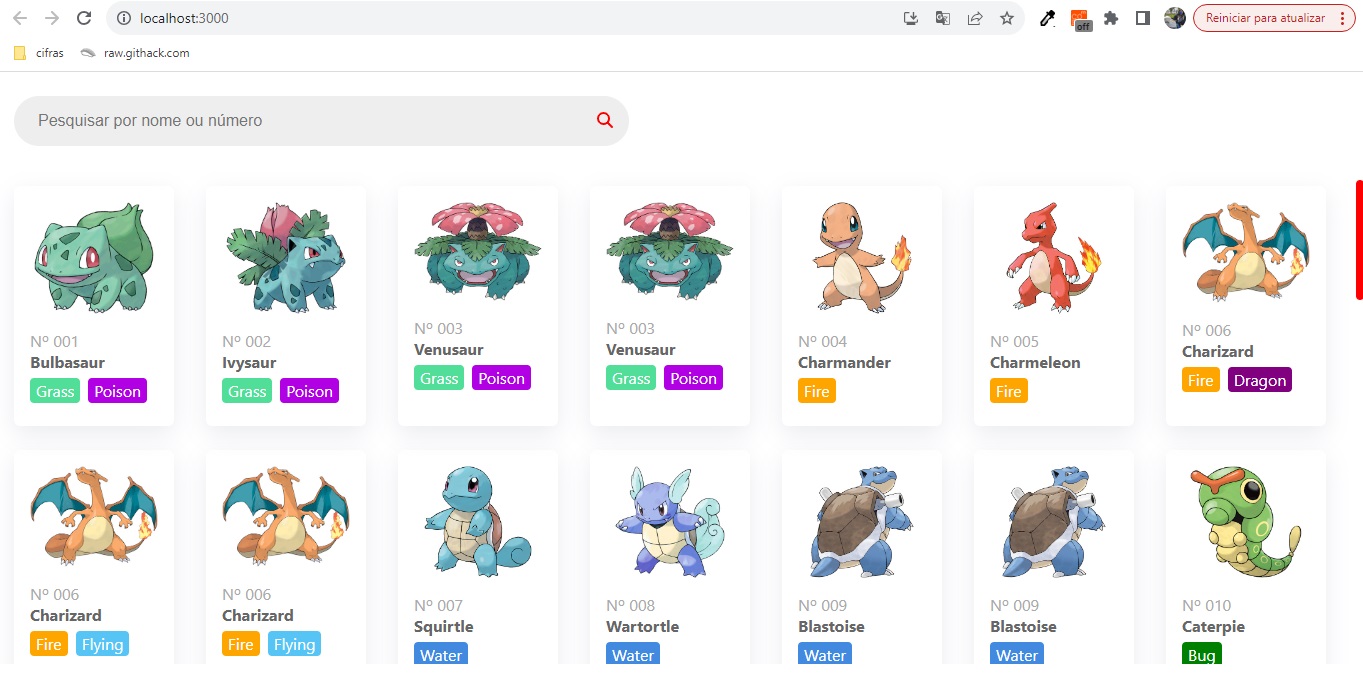 localhost:3000
off
Reiniciar para atualizar
cifras raw.githack.com
Pesquisar por nome ou número
Nº 001
Bulbasaur
Grass Poison
Nº 002
Ivysaur
Grass Poison
Nº 003
Venusaur
Grass Poison
Nº 003
Venusaur
Grass Poison
Nº 004
Charmander
Fire
Nº 005
Charmeleon
Fire
Nº 006
Charizard
Fire Dragon
Nº 006
Charizard
Fire Flying
Nº 006
Charizard
Fire Flying
Nº 007
Squirtle
Water
Nº 008
Wartortle
Water
Nº 009
Blastoise
Water
Nº 009
Blastoise
Water
Nº 010
Caterpie
Bug